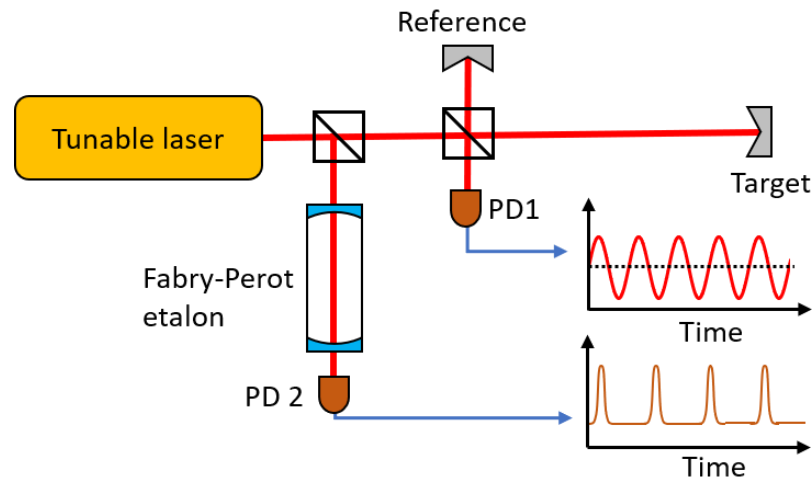 Reference
Tunable laser
Target
PD1
Fabry-Perot
etalon
Time
PD 2
Time